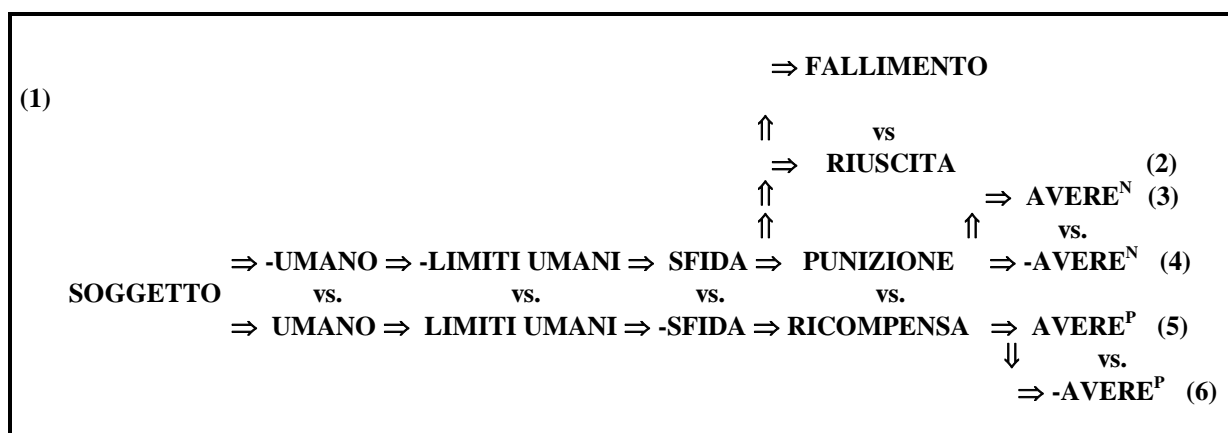 ⇒ FALLIMENTO
(1)
⇑ vs
⇒ RIUSCITA (2)
⇑ ⇒ AVERE^N (3)
⇑ ⇑ vs.
⇒ -UMANO ⇒ -LIMITI UMANI ⇒ SFIDA ⇒ PUNIZIONE ⇒ -AVERE^N (4)
SOGGETTO vs. vs. vs. vs.
⇒ UMANO ⇒ LIMITI UMANI ⇒ -SFIDA ⇒ RICOMPENSA ⇒ AVERE^P (5)
⇓ vs.
⇒ -AVERE^P (6)